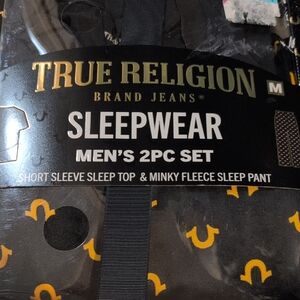 TRUE RELIGION
BRAND JEANS®
M
SLEEPWEAR
MEN'S 2PC SET
SHORT SLEEVE SLEEP TOP & MINKY FLEECE SLEEP PANT